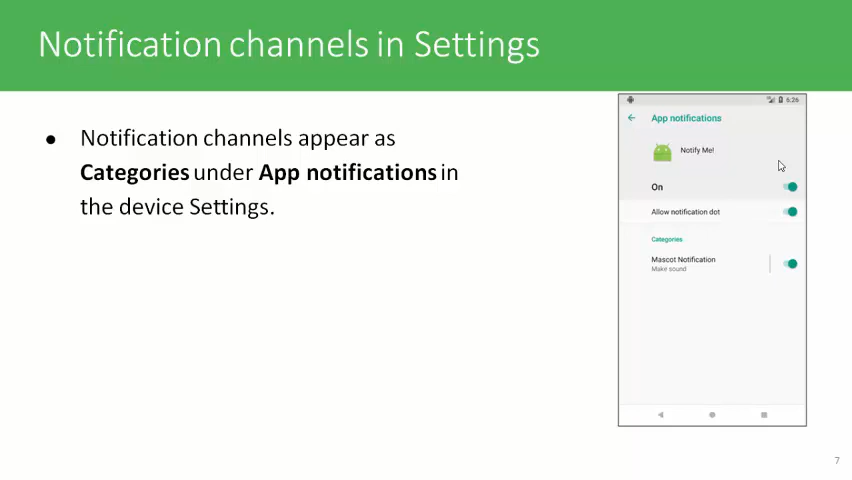 Notification channels in Settings
● Notification channels appear as
Categories under App notifications in
the device Settings.
6:26
App notifications
Notify Me!
On
Allow notification dot
Categories
Mascot Notification
Make sound
7